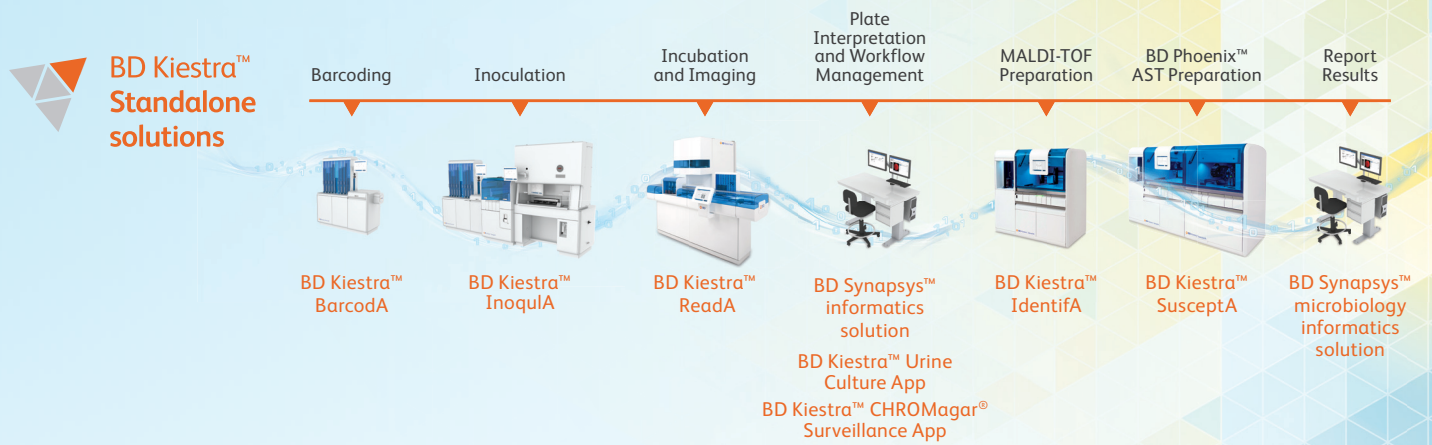 BD Kiestra™
Standalone
solutions
Barcoding
Inoculation
Incubation
and Imaging
Plate
Interpretation
and Workflow
Management
MALDI-TOF
Preparation
BD Phoenix™
AST Preparation
Report
Results
BD Kiestra™
BarcodA
BD Kiestra™
InoqulA
BD Kiestra™
ReadA
BD Synapsys™
informatics
solution
BD Kiestra™ Urine
Culture App
BD Kiestra™ CHROMagar®
Surveillance App
BD Kiestra™
IdentifA
BD Kiestra™
SusceptA
BD Synapsys™
microbiology
informatics
solution